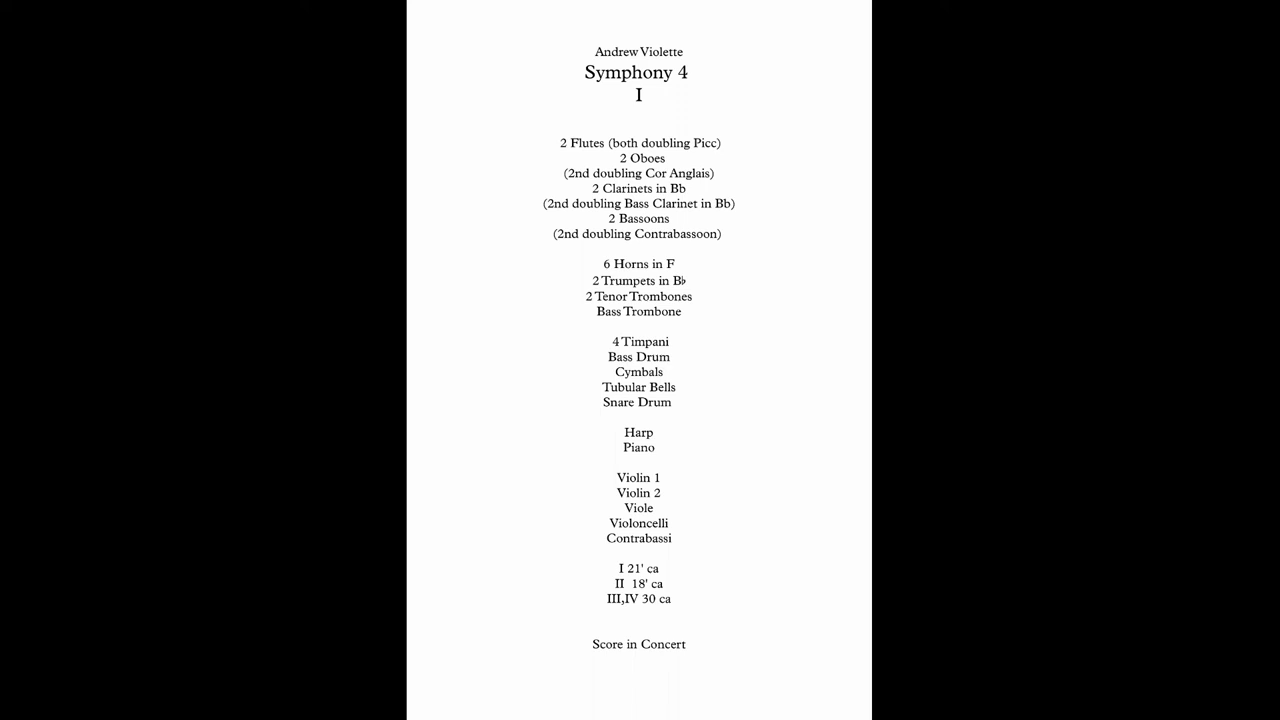 Andrew Violette
Symphony 4
I
2 Flutes (both doubling Picc)
2 Oboes
(2nd doubling Cor Anglais)
2 Clarinets in Bb
(2nd doubling Bass Clarinet in Bb)
2 Bassoons
(2nd doubling Contrabassoon)
6 Horns in F
2 Trumpets in B♭
2 Tenor Trombones
Bass Trombone
4 Timpani
Bass Drum
Cymbals
Tubular Bells
Snare Drum
Harp
Piano
Violin 1
Violin 2
Viole
Violoncelli
Contrabassi
I 21' ca
II 18' ca
III,IV 30 ca
Score in Concert